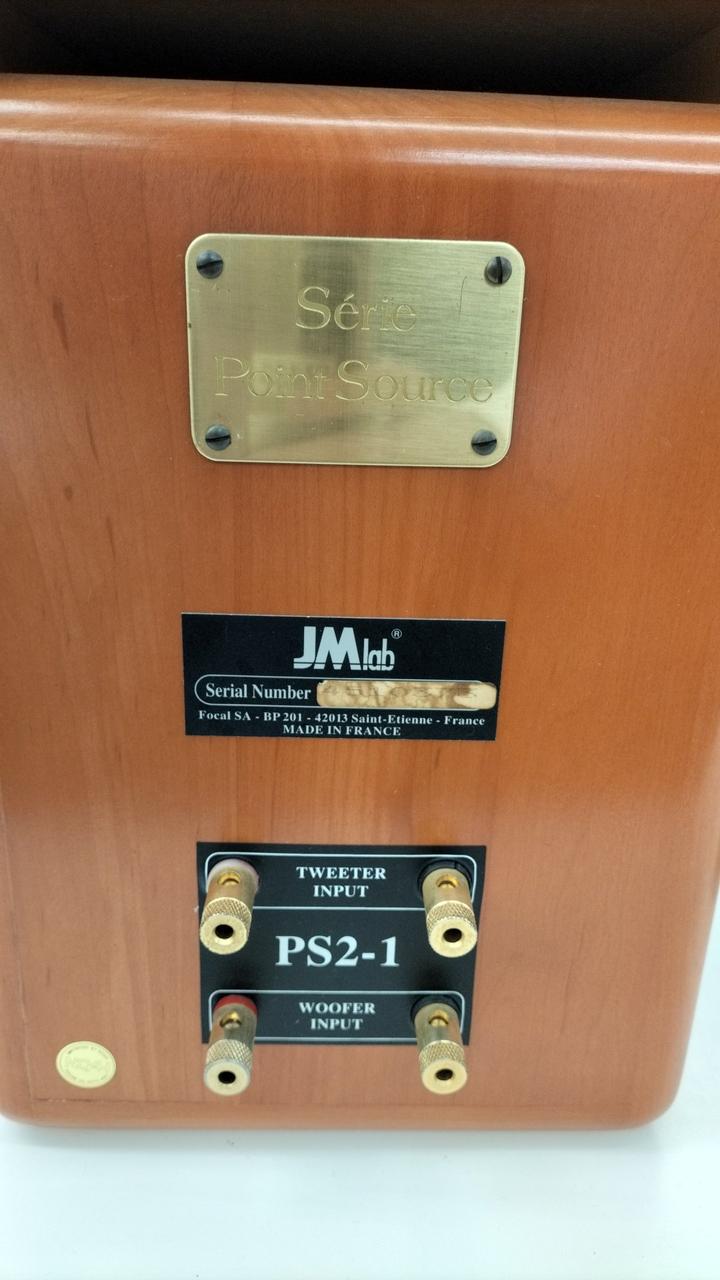 Série
Point Source
JMlab®
Serial Number
Focal SA - BP 201 - 42013 Saint-Etienne - France
MADE IN FRANCE
TWEETER
INPUT
PS2-1
WOOFER
INPUT